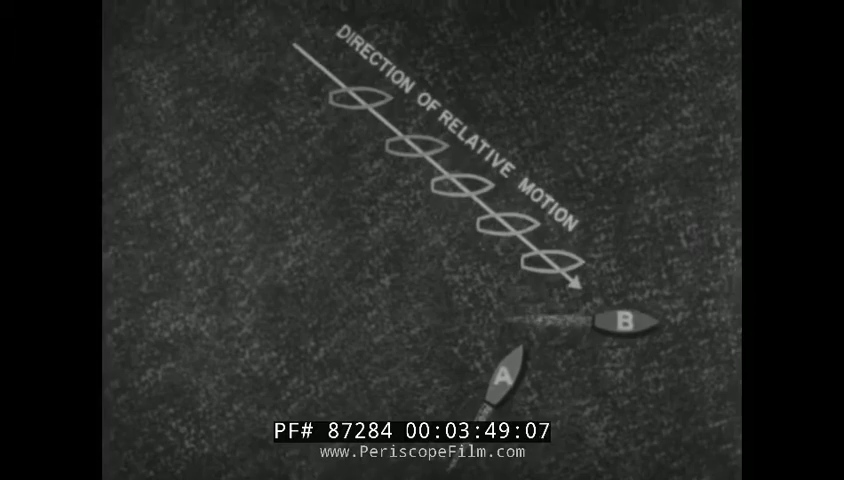 DIRECTION OF RELATIVE MOTION
B
A
PF# 87284 00:03:49:07
www.PeriscopeFilm.com